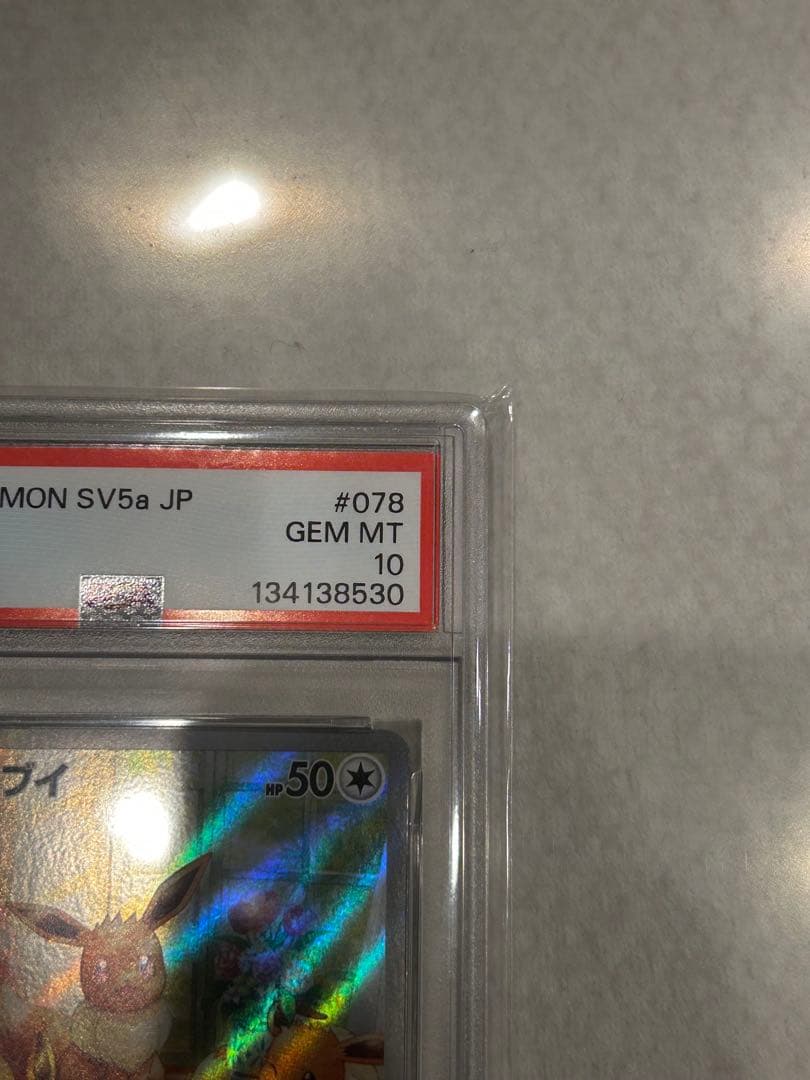 MON SV5a JP
#078
GEM MT
10
134138530
ブイ
HP50